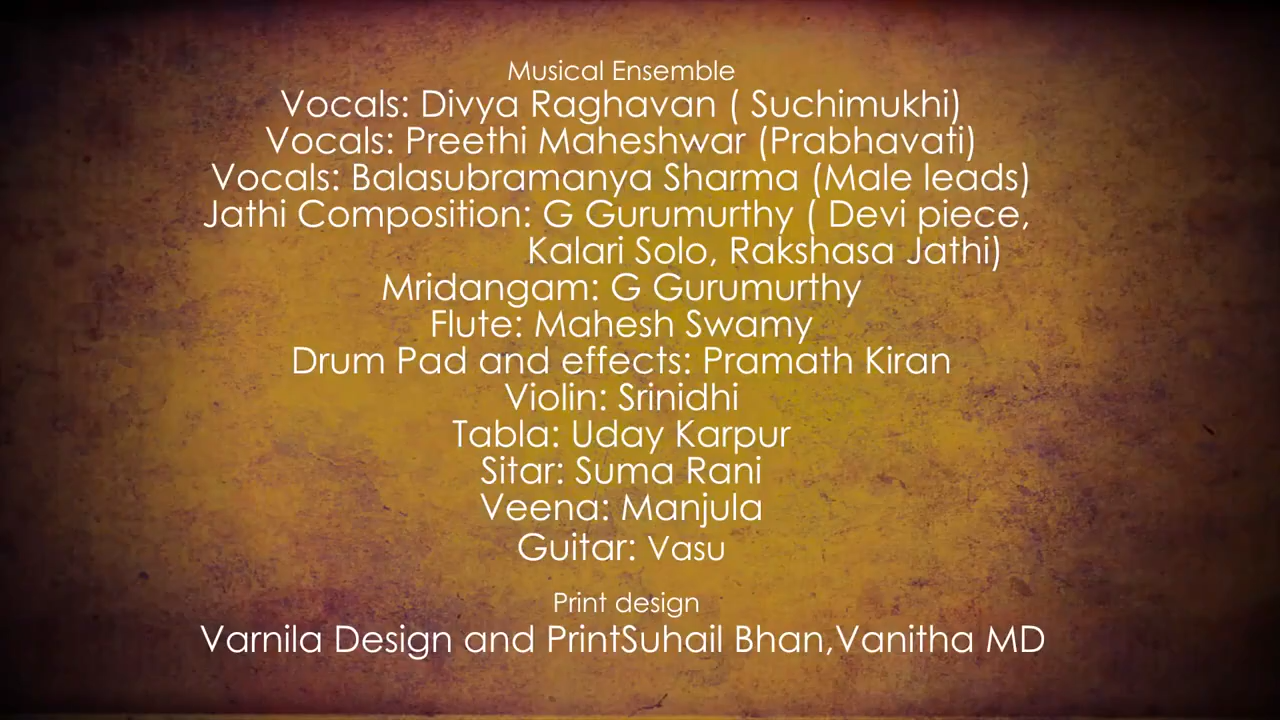 Musical Ensemble
Vocals: Divya Raghavan ( Suchimukhi)
Vocals: Preethi Maheshwar (Prabhavati)
Vocals: Balasubramanya Sharma (Male leads)
Jathi Composition: G Gurumurthy ( Devi piece,
Kalari Solo, Rakshasa Jathi)
Mridangam: G Gurumurthy
Flute: Mahesh Swamy
Drum Pad and effects: Pramath Kiran
Violin: Srinidhi
Tabla: Uday Karpur
Sitar: Suma Rani
Veena: Manjula
Guitar: Vasu
Print design
Varnila Design and PrintSuhail Bhan,Vanitha MD